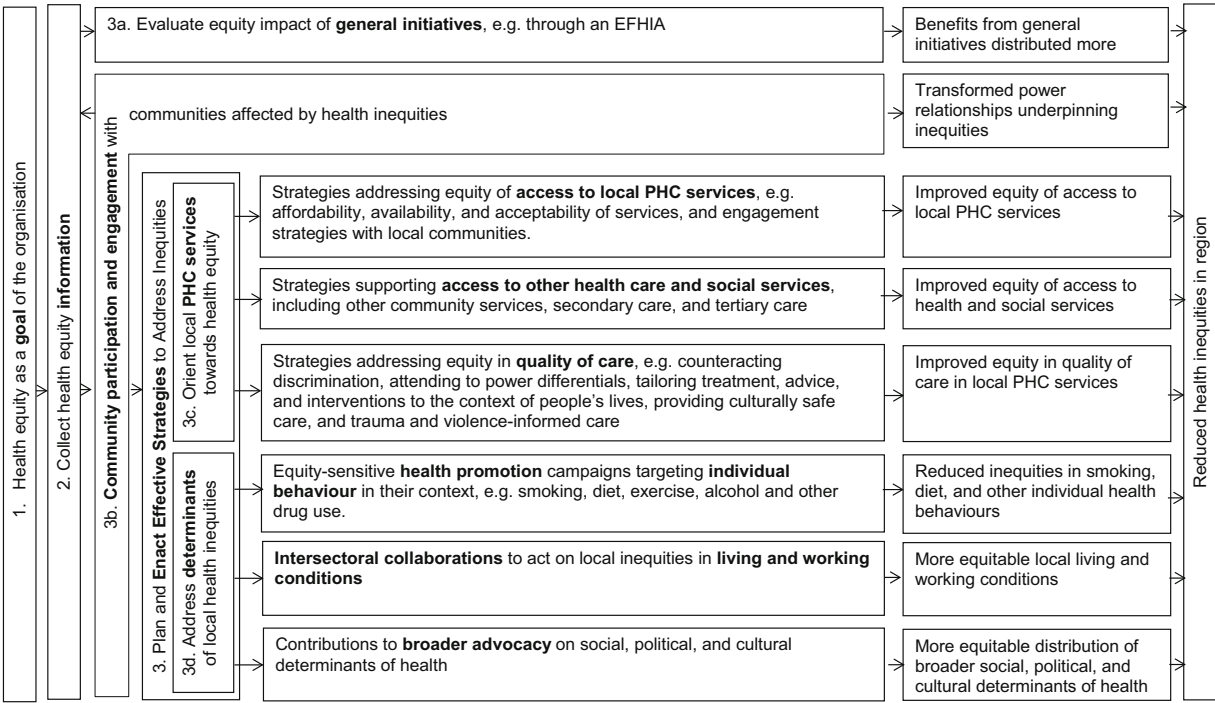 1. Health equity as a goal of the organisation
2. Collect health equity information
3a. Evaluate equity impact of general initiatives, e.g. through an EFHIA
Benefits from general
initiatives distributed more
3b. Community participation and engagement with
communities affected by health inequities
Transformed power
relationships underpinning
inequities
3. Plan and Enact Effective Strategies to Address Inequities
3c. Orient local PHC services
towards health equity
Strategies addressing equity of access to local PHC services, e.g.
affordability, availability, and acceptability of services, and engagement
strategies with local communities.
Improved equity of access to
local PHC services
Strategies supporting access to other health care and social services,
including other community services, secondary care, and tertiary care
Improved equity of access to
health and social services
Strategies addressing equity in quality of care, e.g. counteracting
discrimination, attending to power differentials, tailoring treatment, advice,
and interventions to the context of people's lives, providing culturally safe
care, and trauma and violence-informed care
Improved equity in quality of
care in local PHC services
3d. Address determinants
of local health inequities
Equity-sensitive health promotion campaigns targeting individual
behaviour in their context, e.g. smoking, diet, exercise, alcohol and other
drug use.
Reduced inequities in smoking,
diet, and other individual health
behaviours
Intersectoral collaborations to act on local inequities in living and working
conditions
More equitable local living and
working conditions
Contributions to broader advocacy on social, political, and cultural
determinants of health
More equitable distribution of
broader social, political, and
cultural determinants of health
Reduced health inequities in region